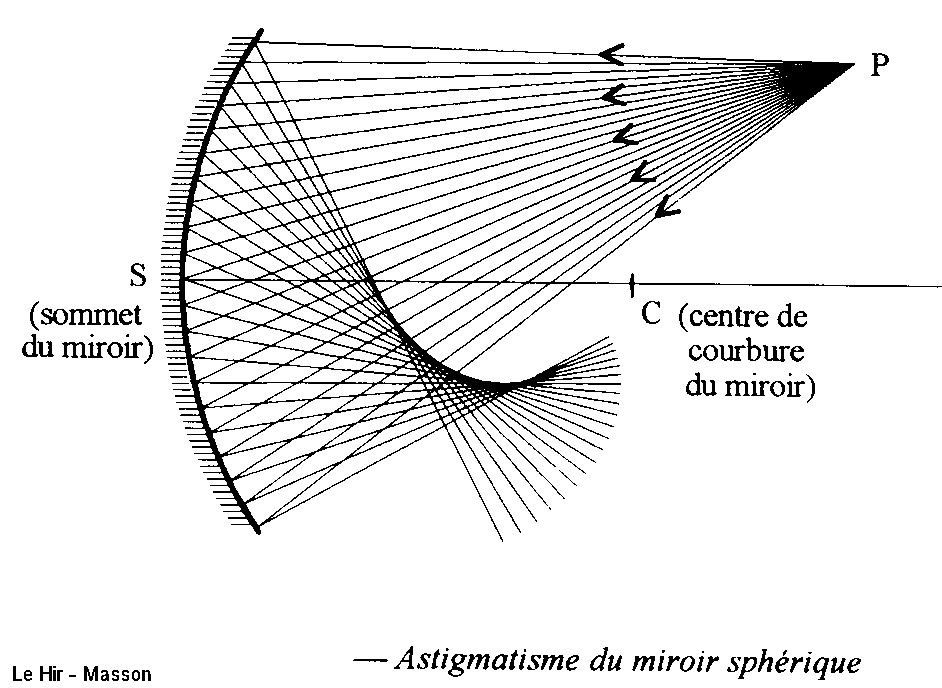 P
S
(sommet
du miroir)
C (centre de
courbure
du miroir)
— Astigmatisme du miroir sphérique
Le Hir - Masson